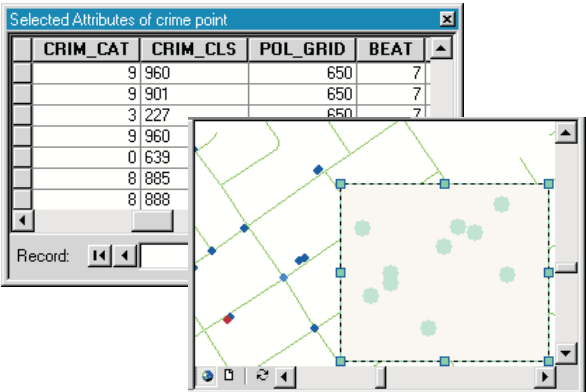 Selected Attributes of crime point
CRIM_CAT CRIM_CLS POL_GRID BEAT
9 960 650 7
9 901 650 7
3 227 650 7
9 960
0 639
8 885
8 888
Record: